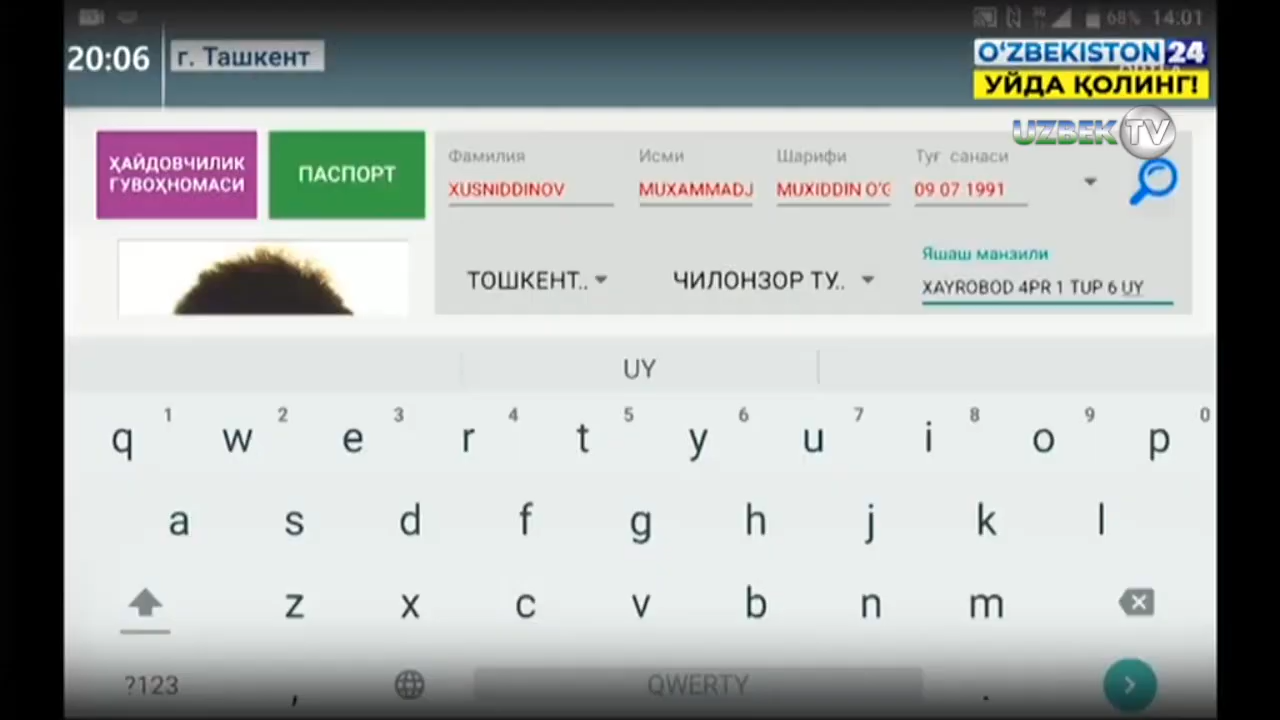 68% 14:01
20:06 г. Ташкент
O‘ZBEKISTON 24
УЙДА ҚОЛИНГ!
UZBEK TV
ҲАЙДОВЧИЛИК
ГУВОҲНОМАСИ
ПАСПОРТ
Фамилия Исми Шарифи Туғ санаси
XUSNIDDINOV MUXAMMADJ MUXIDDIN O‘G 09 07 1991
Яшаш манзили
ТОШКЕНТ.. ЧИЛОНЗОР ТУ.. XAYROBOD 4PR 1 TUP 6 UY
UY
1 2 3 4 5 6 7 8 9 0
q w e r t y u i o p
a s d f g h j k l
z x c v b n m
?123 , QWERTY .